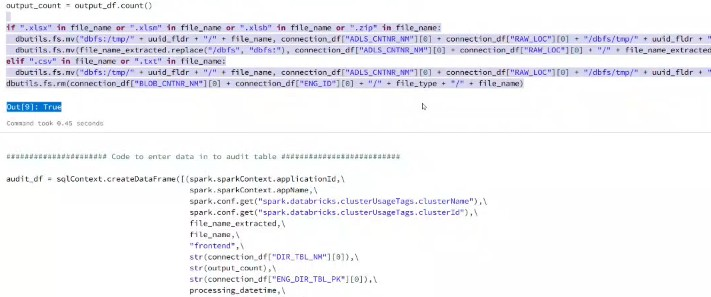 output_count = output_df.count()
if ".xlsx" in file_name or ".xlsm" in file_name or ".xlsb" in file_name or ".zip" in file_name:
dbutils.fs.mv("dbfs:/tmp/" + uuid_fldr + "/" + file_name, connection_df["ADLS_CNTNR_NM"][0] + connection_df["RAW_LOC"][0] + "/dbfs/tmp/" + uuid_fldr + "
dbutils.fs.mv(file_name_extracted.replace("/dbfs", "dbfs:"), connection_df["ADLS_CNTNR_NM"][0] + connection_df["RAW_LOC"][0] + "/" + file_name_extracted
elif ".csv" in file_name or ".txt" in file_name:
dbutils.fs.mv("dbfs:/tmp/" + uuid_fldr + "/" + file_name, connection_df["ADLS_CNTNR_NM"][0] + connection_df["RAW_LOC"][0] + "/dbfs/tmp/" + uuid_fldr + "
dbutils.fs.rm(connection_df["BLOB_CNTNR_NM"][0] + connection_df["ENG_ID"][0] + "/" + file_type + "/" + file_name)
Out[9]: True
Command took 0.45 seconds
###################### Code to enter data in to audit table ##########################
audit_df = sqlContext.createDataFrame([(spark.sparkContext.applicationId,\
spark.sparkContext.appName,\
spark.conf.get("spark.databricks.clusterUsageTags.clusterName"),\
spark.conf.get("spark.databricks.clusterUsageTags.clusterId"),\
file_name_extracted,\
file_name,\
"frontend",\
str(connection_df["DIR_TBL_NM"][0]),\
str(output_count),\
str(connection_df["ENG_DIR_TBL_PK"][0]),\
processing_datetime,\